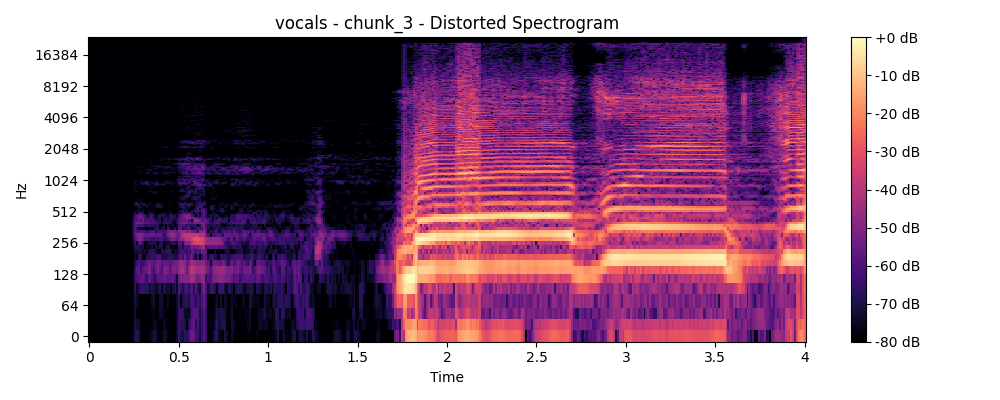 vocals - chunk_3 - Distorted Spectrogram
Hz
16384
8192
4096
2048
1024
512
256
128
64
0
0 0.5 1 1.5 2 2.5 3 3.5 4
Time
+0 dB
-10 dB
-20 dB
-30 dB
-40 dB
-50 dB
-60 dB
-70 dB
-80 dB